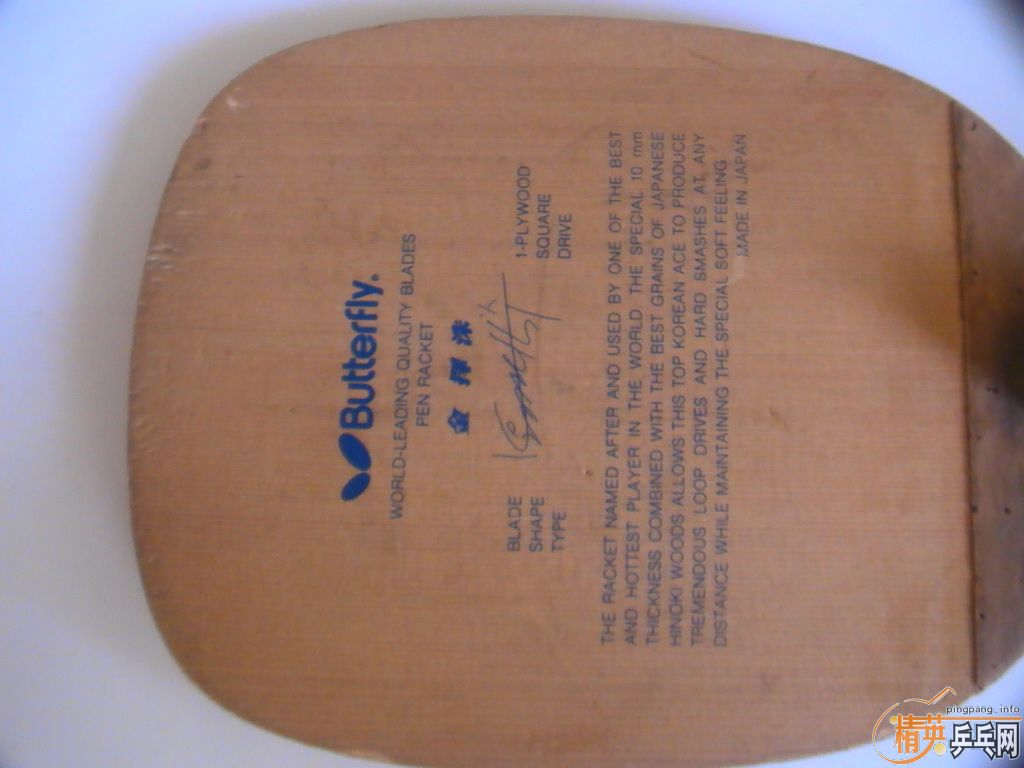 Butterfly.
WORLD-LEADING QUALITY BLADES
PEN RACKET
金 擇 洙
BLADE 1-PLYWOOD
SHAPE SQUARE
TYPE DRIVE
THE RACKET NAMED AFTER AND USED BY ONE OF THE BEST
AND HOTTEST PLAYER IN THE WORLD. THE SPECIAL 10 mm
THICKNESS COMBINED WITH THE BEST GRAINS OF JAPANESE
HINOKI WOODS ALLOWS THIS TOP KOREAN ACE TO PRODUCE
TREMENDOUS LOOP DRIVES AND HARD SMASHES AT ANY
DISTANCE WHILE MAINTAINING THE SPECIAL SOFT FEELING
MADE IN JAPAN
pingpang.info
精英乒乓网